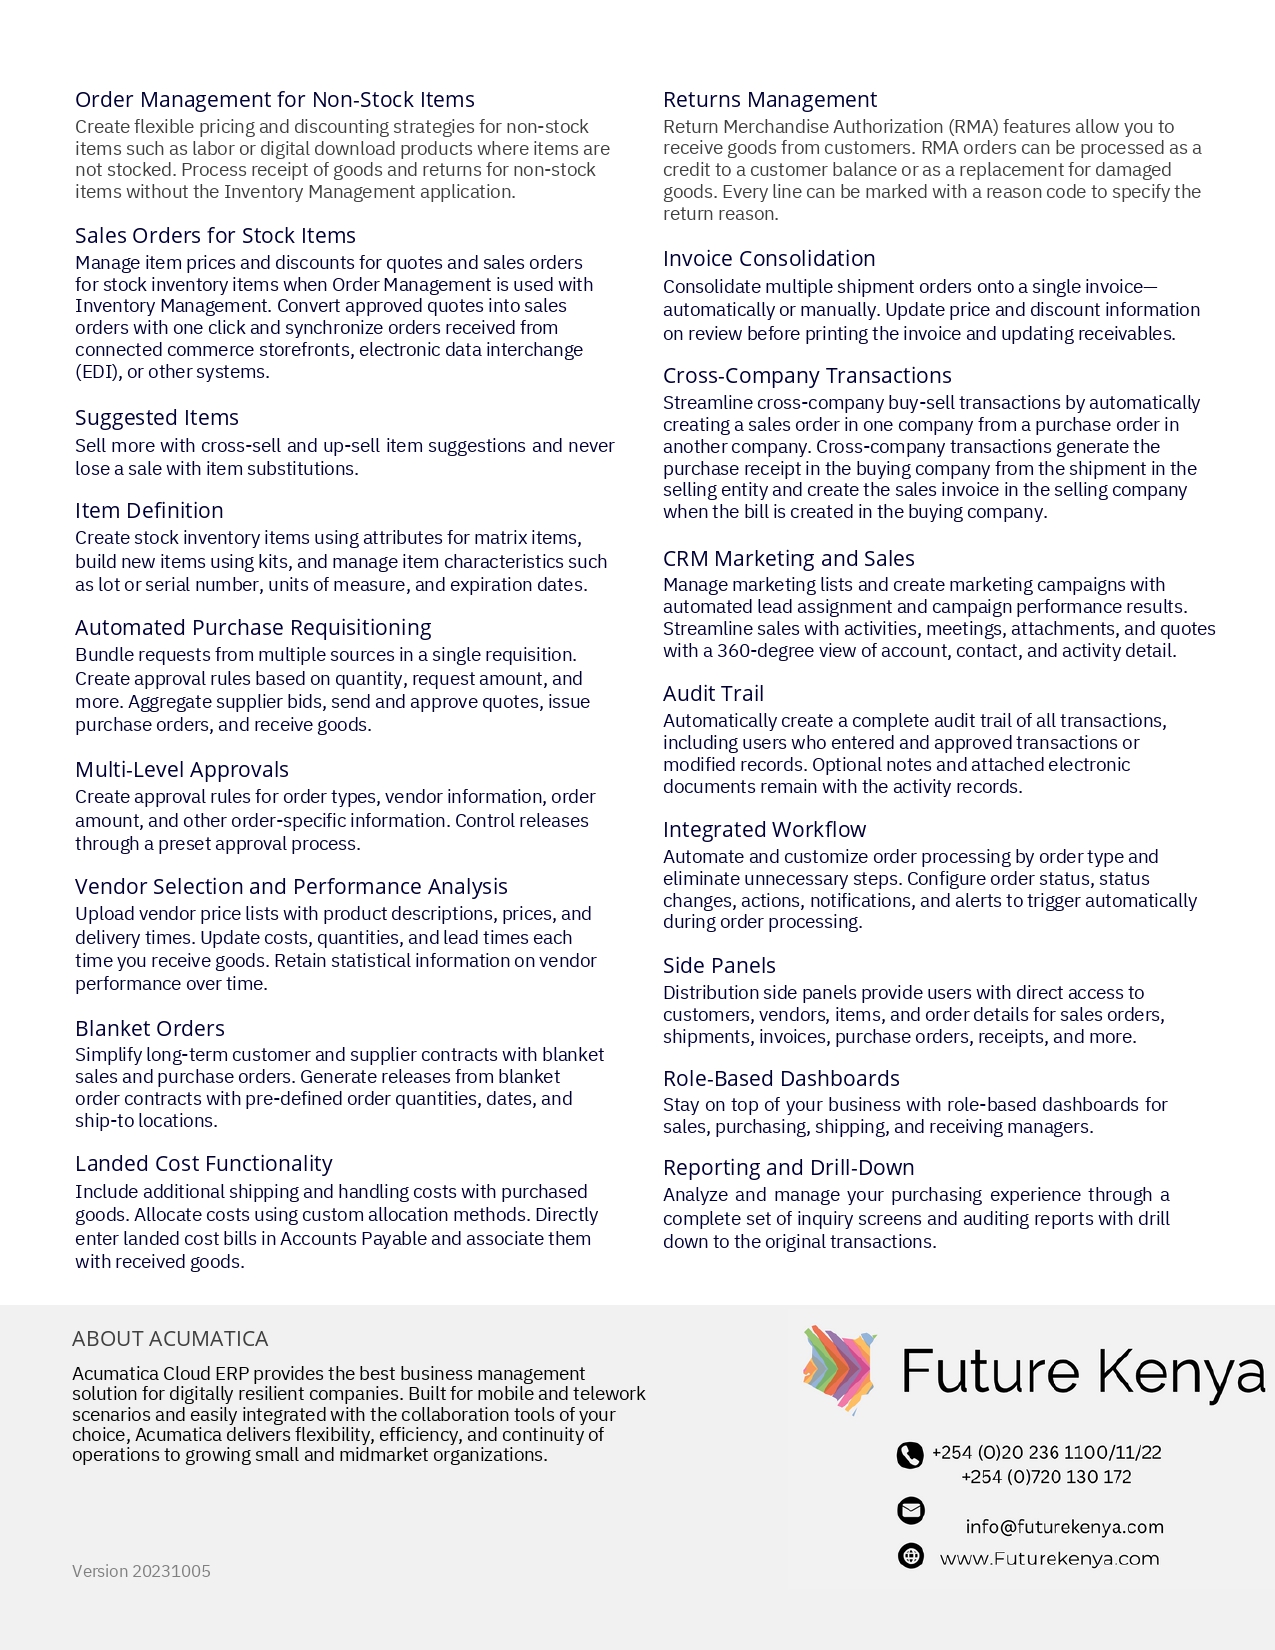 Order Management for Non-Stock Items
Create flexible pricing and discounting strategies for non-stock
items such as labor or digital download products where items are
not stocked. Process receipt of goods and returns for non-stock
items without the Inventory Management application.
Sales Orders for Stock Items
Manage item prices and discounts for quotes and sales orders
for stock inventory items when Order Management is used with
Inventory Management. Convert approved quotes into sales
orders with one click and synchronize orders received from
connected commerce storefronts, electronic data interchange
(EDI), or other systems.
Suggested Items
Sell more with cross-sell and up-sell item suggestions and never
lose a sale with item substitutions.
Item Definition
Create stock inventory items using attributes for matrix items,
build new items using kits, and manage item characteristics such
as lot or serial number, units of measure, and expiration dates.
Automated Purchase Requisitioning
Bundle requests from multiple sources in a single requisition.
Create approval rules based on quantity, request amount, and
more. Aggregate supplier bids, send and approve quotes, issue
purchase orders, and receive goods.
Multi-Level Approvals
Create approval rules for order types, vendor information, order
amount, and other order-specific information. Control releases
through a preset approval process.
Vendor Selection and Performance Analysis
Upload vendor price lists with product descriptions, prices, and
delivery times. Update costs, quantities, and lead times each
time you receive goods. Retain statistical information on vendor
performance over time.
Blanket Orders
Simplify long-term customer and supplier contracts with blanket
sales and purchase orders. Generate releases from blanket
order contracts with pre-defined order quantities, dates, and
ship-to locations.
Landed Cost Functionality
Include additional shipping and handling costs with purchased
goods. Allocate costs using custom allocation methods. Directly
enter landed cost bills in Accounts Payable and associate them
with received goods.
Returns Management
Return Merchandise Authorization (RMA) features allow you to
receive goods from customers. RMA orders can be processed as a
credit to a customer balance or as a replacement for damaged
goods. Every line can be marked with a reason code to specify the
return reason.
Invoice Consolidation
Consolidate multiple shipment orders onto a single invoice—
automatically or manually. Update price and discount information
on review before printing the invoice and updating receivables.
Cross-Company Transactions
Streamline cross-company buy-sell transactions by automatically
creating a sales order in one company from a purchase order in
another company. Cross-company transactions generate the
purchase receipt in the buying company from the shipment in the
selling entity and create the sales invoice in the selling company
when the bill is created in the buying company.
CRM Marketing and Sales
Manage marketing lists and create marketing campaigns with
automated lead assignment and campaign performance results.
Streamline sales with activities, meetings, attachments, and quotes
with a 360-degree view of account, contact, and activity detail.
Audit Trail
Automatically create a complete audit trail of all transactions,
including users who entered and approved transactions or
modified records. Optional notes and attached electronic
documents remain with the activity records.
Integrated Workflow
Automate and customize order processing by order type and
eliminate unnecessary steps. Configure order status, status
changes, actions, notifications, and alerts to trigger automatically
during order processing.
Side Panels
Distribution side panels provide users with direct access to
customers, vendors, items, and order details for sales orders,
shipments, invoices, purchase orders, receipts, and more.
Role-Based Dashboards
Stay on top of your business with role-based dashboards for
sales, purchasing, shipping, and receiving managers.
Reporting and Drill-Down
Analyze and manage your purchasing experience through a
complete set of inquiry screens and auditing reports with drill
down to the original transactions.
ABOUT ACUMATICA
Acumatica Cloud ERP provides the best business management
solution for digitally resilient companies. Built for mobile and telework
scenarios and easily integrated with the collaboration tools of your
choice, Acumatica delivers flexibility, efficiency, and continuity of
operations to growing small and midmarket organizations.
Version 20231005
Future Kenya
+254 (0)20 236 1100/11/22
+254 (0)720 130 172
info@futurekenya.com
www.Futurekenya.com